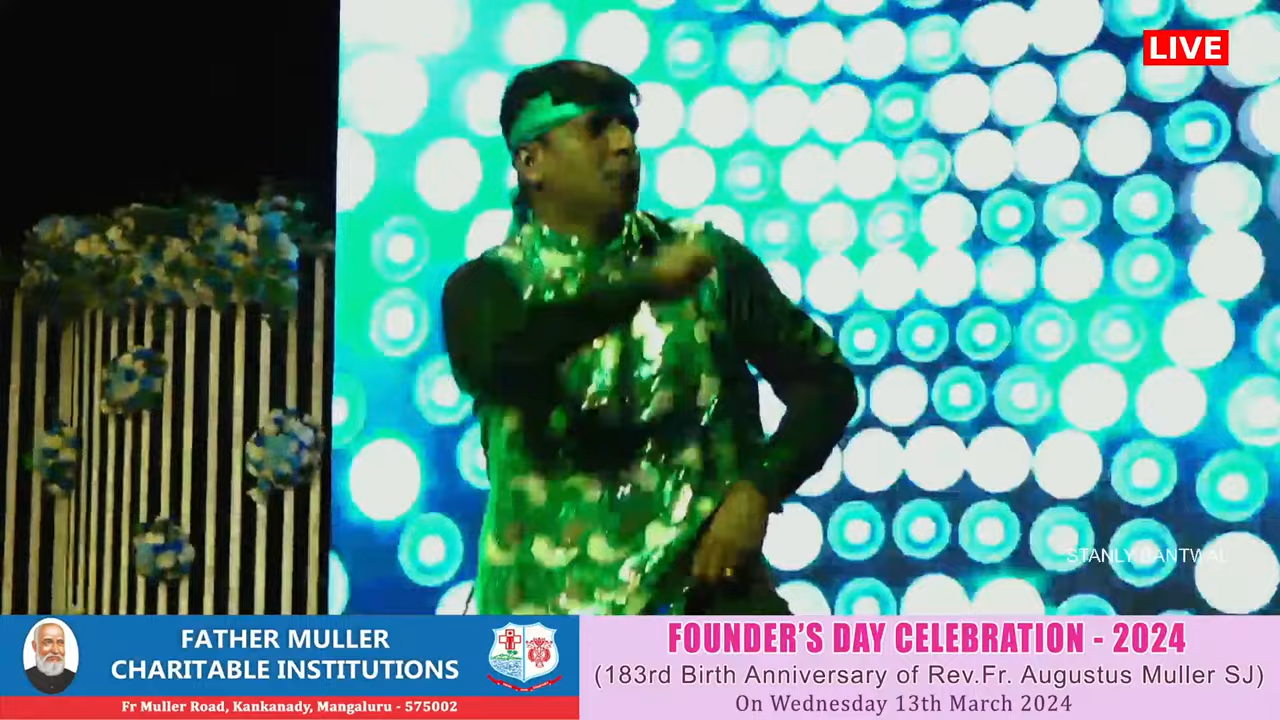 LIVE
STANLY BANTWAL
FATHER MULLER
CHARITABLE INSTITUTIONS
Fr Muller Road, Kankanady, Mangaluru - 575002
FOUNDER'S DAY CELEBRATION - 2024
(183rd Birth Anniversary of Rev.Fr. Augustus Muller SJ)
On Wednesday 13th March 2024